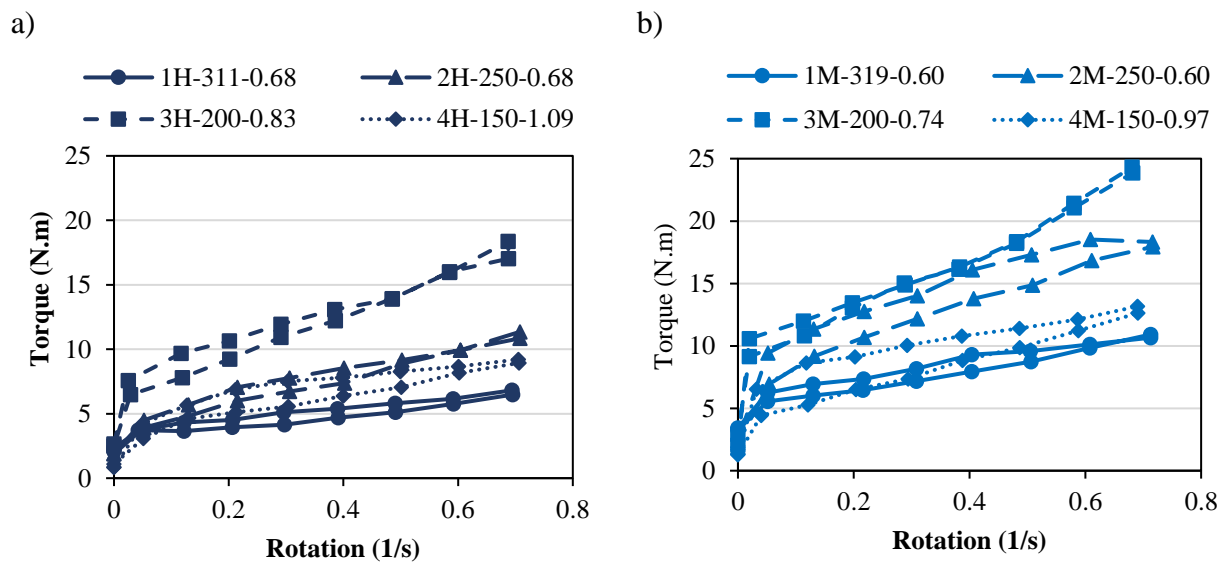 a)
1H-311-0.68 2H-250-0.68
3H-200-0.83 4H-150-1.09
25
20
15
10
5
0
Torque (N.m)
0 0.2 0.4 0.6 0.8
Rotation (1/s)
b)
1M-319-0.60 2M-250-0.60
3M-200-0.74 4M-150-0.97
25
20
15
10
5
0
Torque (N.m)
0 0.2 0.4 0.6 0.8
Rotation (1/s)